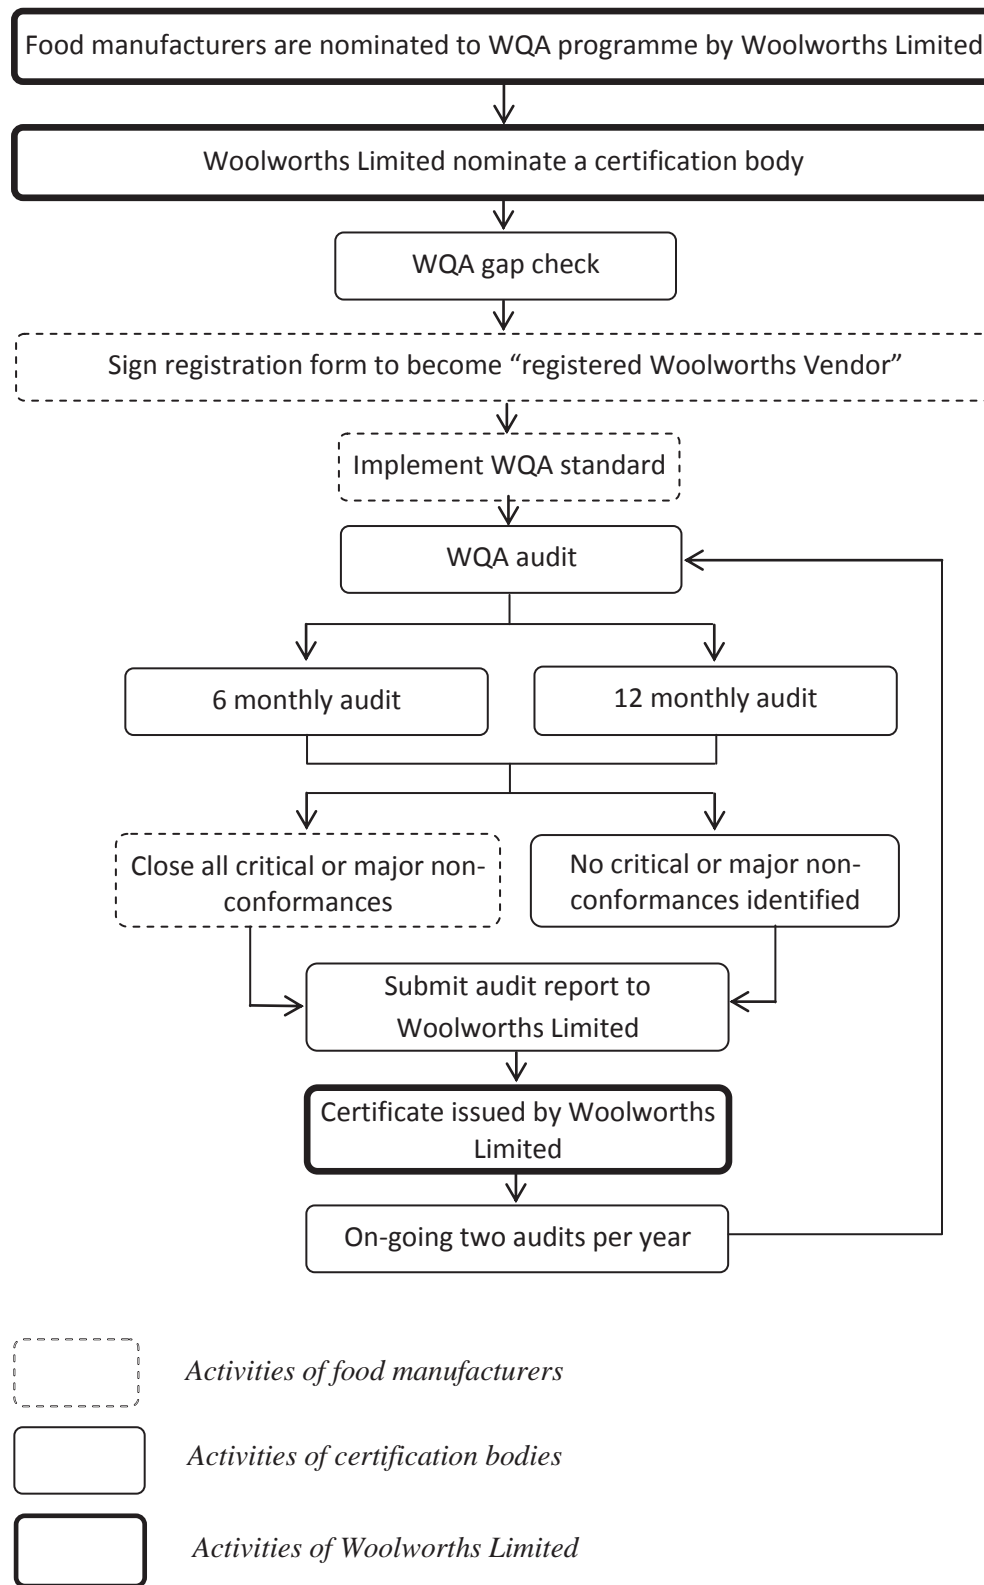 Food manufacturers are nominated to WQA programme by Woolworths Limited
Woolworths Limited nominate a certification body
WQA gap check
Sign registration form to become “registered Woolworths Vendor”
Implement WQA standard
WQA audit
6 monthly audit
12 monthly audit
Close all critical or major non-
conformances
No critical or major non-
conformances identified
Submit audit report to
Woolworths Limited
Certificate issued by Woolworths
Limited
On-going two audits per year
Activities of food manufacturers
Activities of certification bodies
Activities of Woolworths Limited